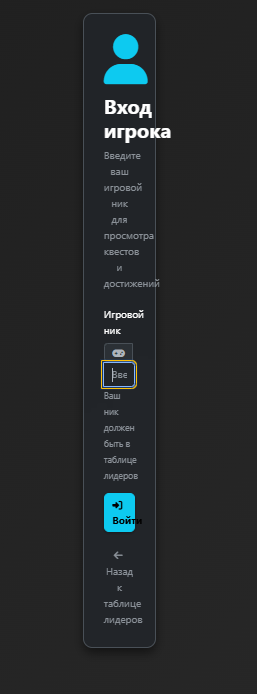 Вход
игрока
Введите
ваш
игровой
ник
для
просмотра
квестов
и
достижений
Игровой
ник
Вве
Ваш
ник
должен
быть в
таблице
лидеров
Войти
Назад
к
таблице
лидеров